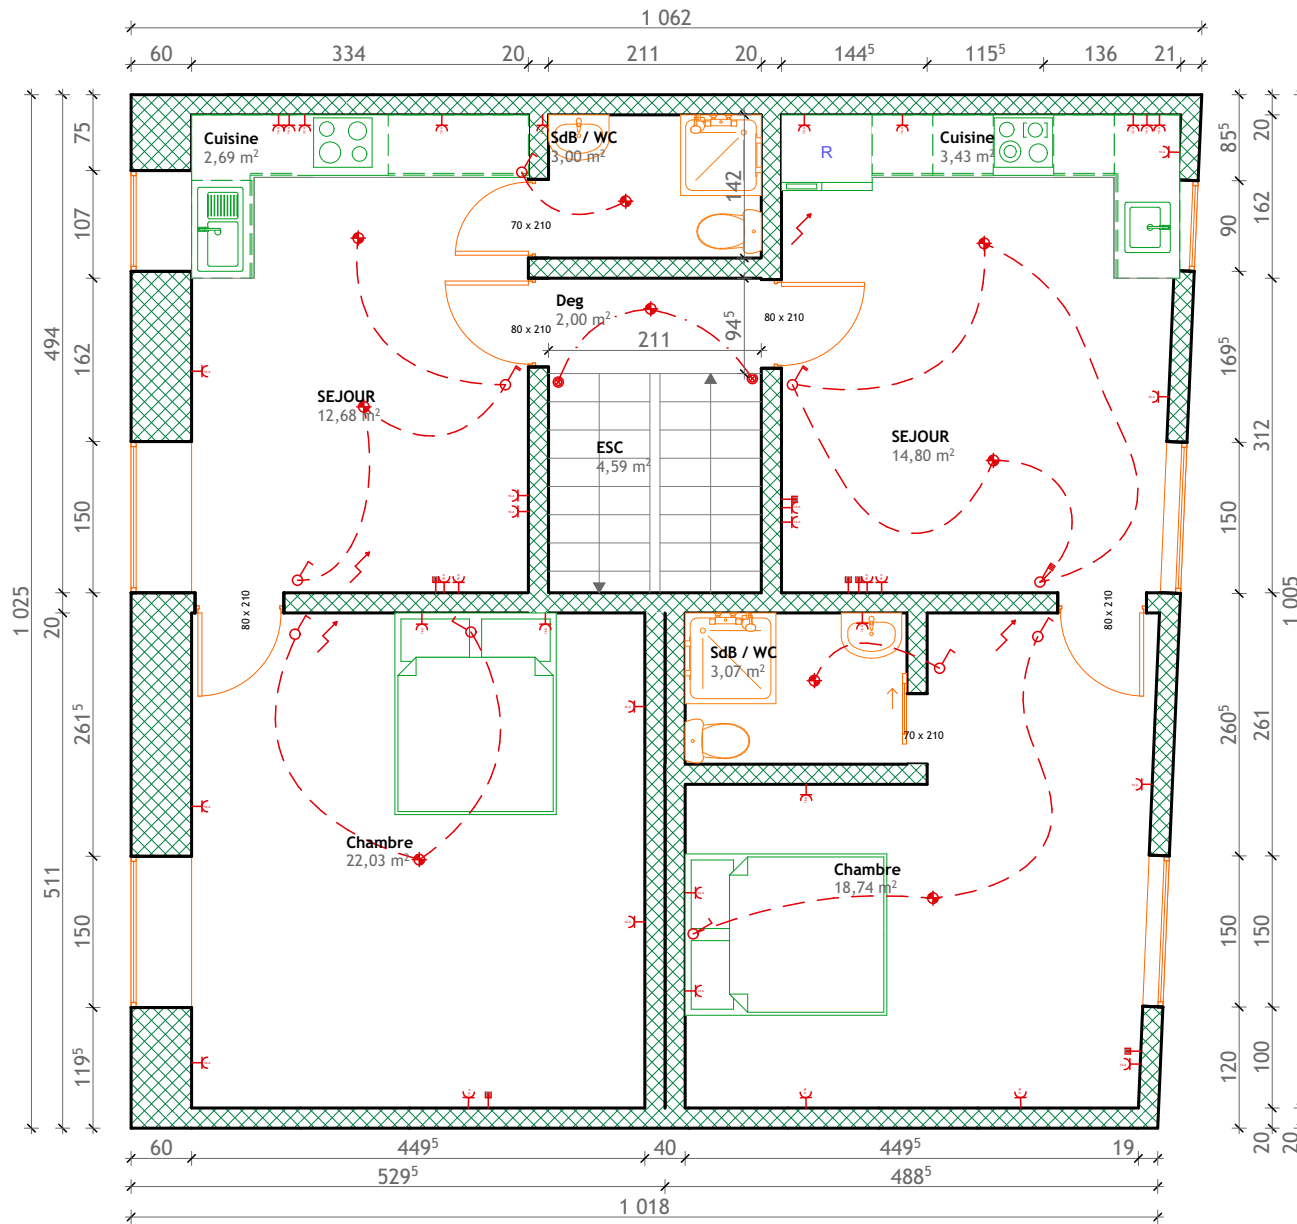 1 062
60 334 20 211 20 144⁵ 115⁵ 136 21
Cuisine
2,69 m²
SdB / WC
3,00 m²
R
Cuisine
3,43 m²
142
70 x 210
Deg
2,00 m²
80 x 210
80 x 210
94⁵
211
SEJOUR
12,68 m²
ESC
4,59 m²
SEJOUR
14,80 m²
80 x 210
80 x 210
SdB / WC
3,07 m²
70 x 210
Chambre
22,03 m²
Chambre
18,74 m²
75
107
162
150
261⁵
150
119⁵
494
20
511
1 025
85⁵
90
169⁵
150
260⁵
150
120
20
162
312
261
150
100
20
1 005
20
60 449⁵ 40 449⁵ 19
529⁵ 488⁵
1 018